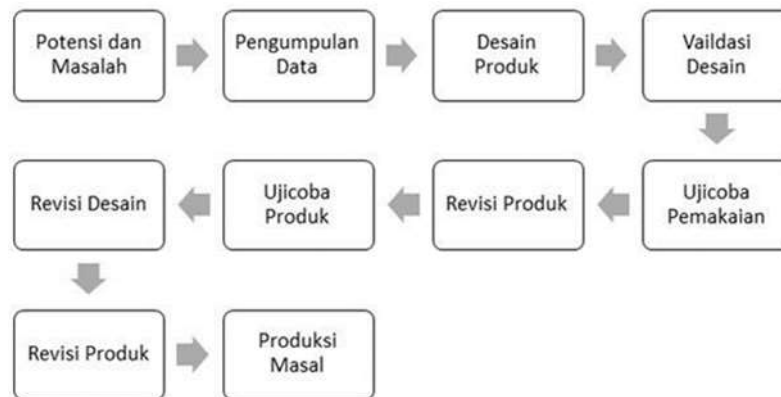 Potensi dan
Masalah
Pengumpulan
Data
Desain
Produk
Vaildasi
Desain
Ujicoba
Pemakaian
Revisi Produk
Ujicoba
Produk
Revisi Desain
Revisi Produk
Produksi
Masal